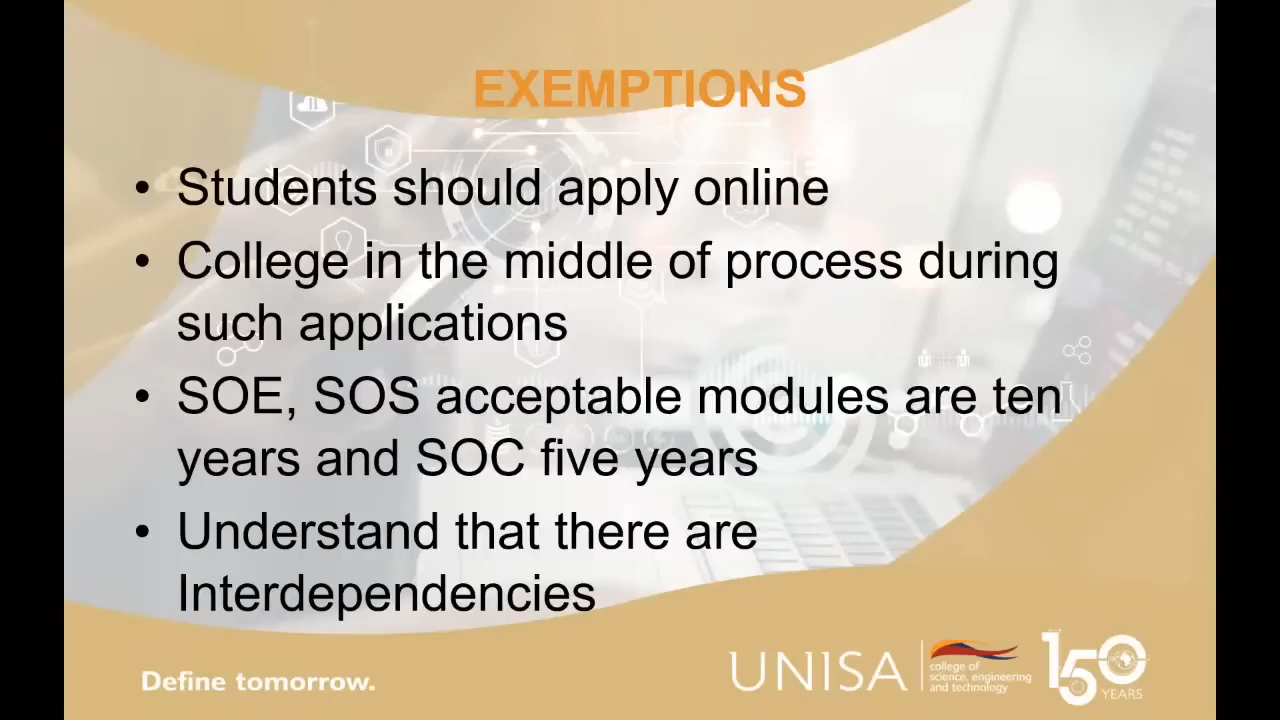 EXEMPTIONS
• Students should apply online
• College in the middle of process during
such applications
• SOE, SOS acceptable modules are ten
years and SOC five years
• Understand that there are
Interdependencies
Define tomorrow.
UNISA
college of
science, engineering
and technology
150
YEARS